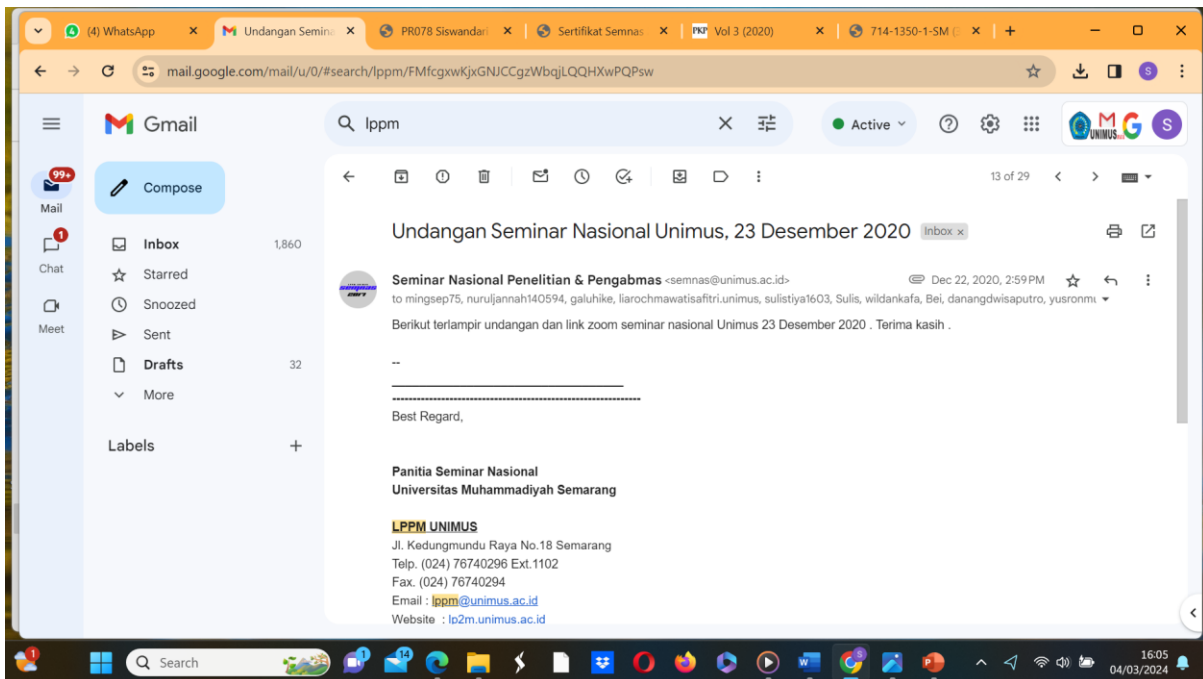 (4) WhatsApp
Undangan Semina
PR078 Siswandari
Sertifikat Semnas
PKP Vol 3 (2020)
714-1350-1-SM (
mail.google.com/mail/u/0/#search/lppm/FMfcgxwKjxGNJCCgzWbqjLQQHXwPQPsw
S
Gmail
lppm
Active
UNIMUS
S
99+
Mail
Compose
13 of 29
1
Chat
Meet
Inbox 1,860
Starred
Snoozed
Sent
Drafts 32
More
Labels
Undangan Seminar Nasional Unimus, 23 Desember 2020 Inbox x
Seminar Nasional Penelitian & Pengabmas <semnas@unimus.ac.id> Dec 22, 2020, 2:59 PM
to mingsep75, nuruljannah140594, galuhike, liarochmawatisafitri.unimus, sulistiya1603, Sulis, wildankafa, Bei, danangdwisaputro, yusronmu
Berikut terlampir undangan dan link zoom seminar nasional Unimus 23 Desember 2020 . Terima kasih .
--
Best Regard,
Panitia Seminar Nasional
Universitas Muhammadiyah Semarang
LPPM UNIMUS
Jl. Kedungmundu Raya No.18 Semarang
Telp. (024) 76740296 Ext.1102
Fax. (024) 76740294
Email : lppm@unimus.ac.id
Website : lp2m.unimus.ac.id
Search
16:05
04/03/2024